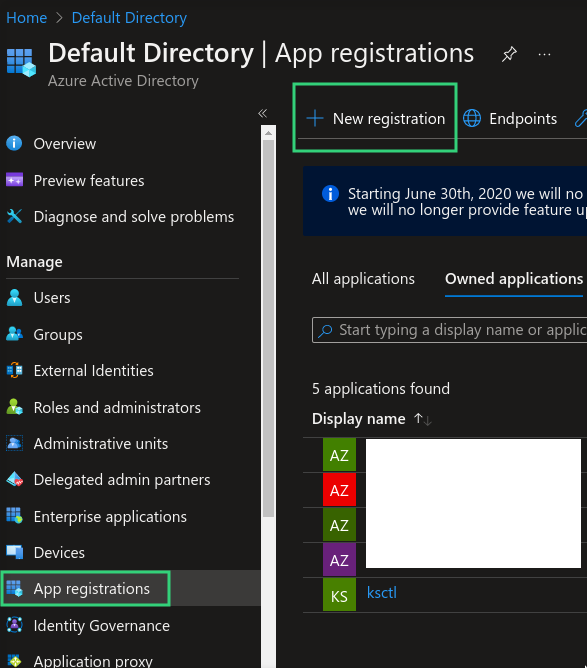 Home > Default Directory
Default Directory | App registrations
Azure Active Directory
Overview
Preview features
Diagnose and solve problems
Manage
Users
Groups
External Identities
Roles and administrators
Administrative units
Delegated admin partners
Enterprise applications
Devices
App registrations
Identity Governance
Application proxy
New registration
Endpoints
Starting June 30th, 2020 we will no
we will no longer provide feature up
All applications
Owned applications
Start typing a display name or applic
5 applications found
Display name
AZ
AZ
AZ
AZ
KS ksctl